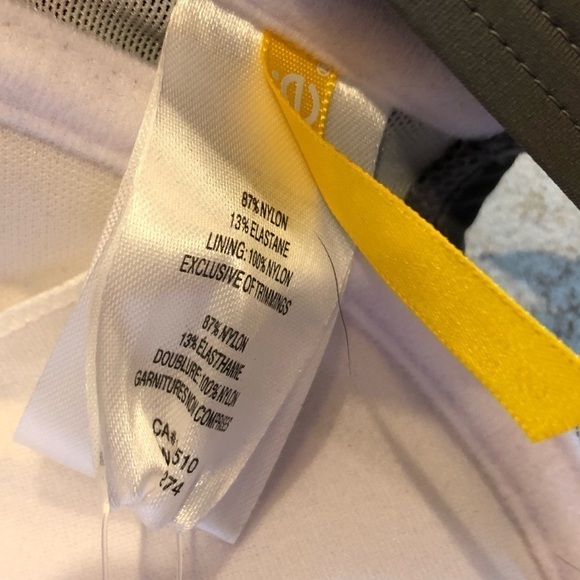 87% NYLON
13% ELASTANE
LINING: 100% NYLON
EXCLUSIVE OF TRIMMINGS
87% NYLON
13% ÉLASTHANNE
DOUBLURE: 100% NYLON
GARNITURES NON COMPRISES
CA#:
510
274